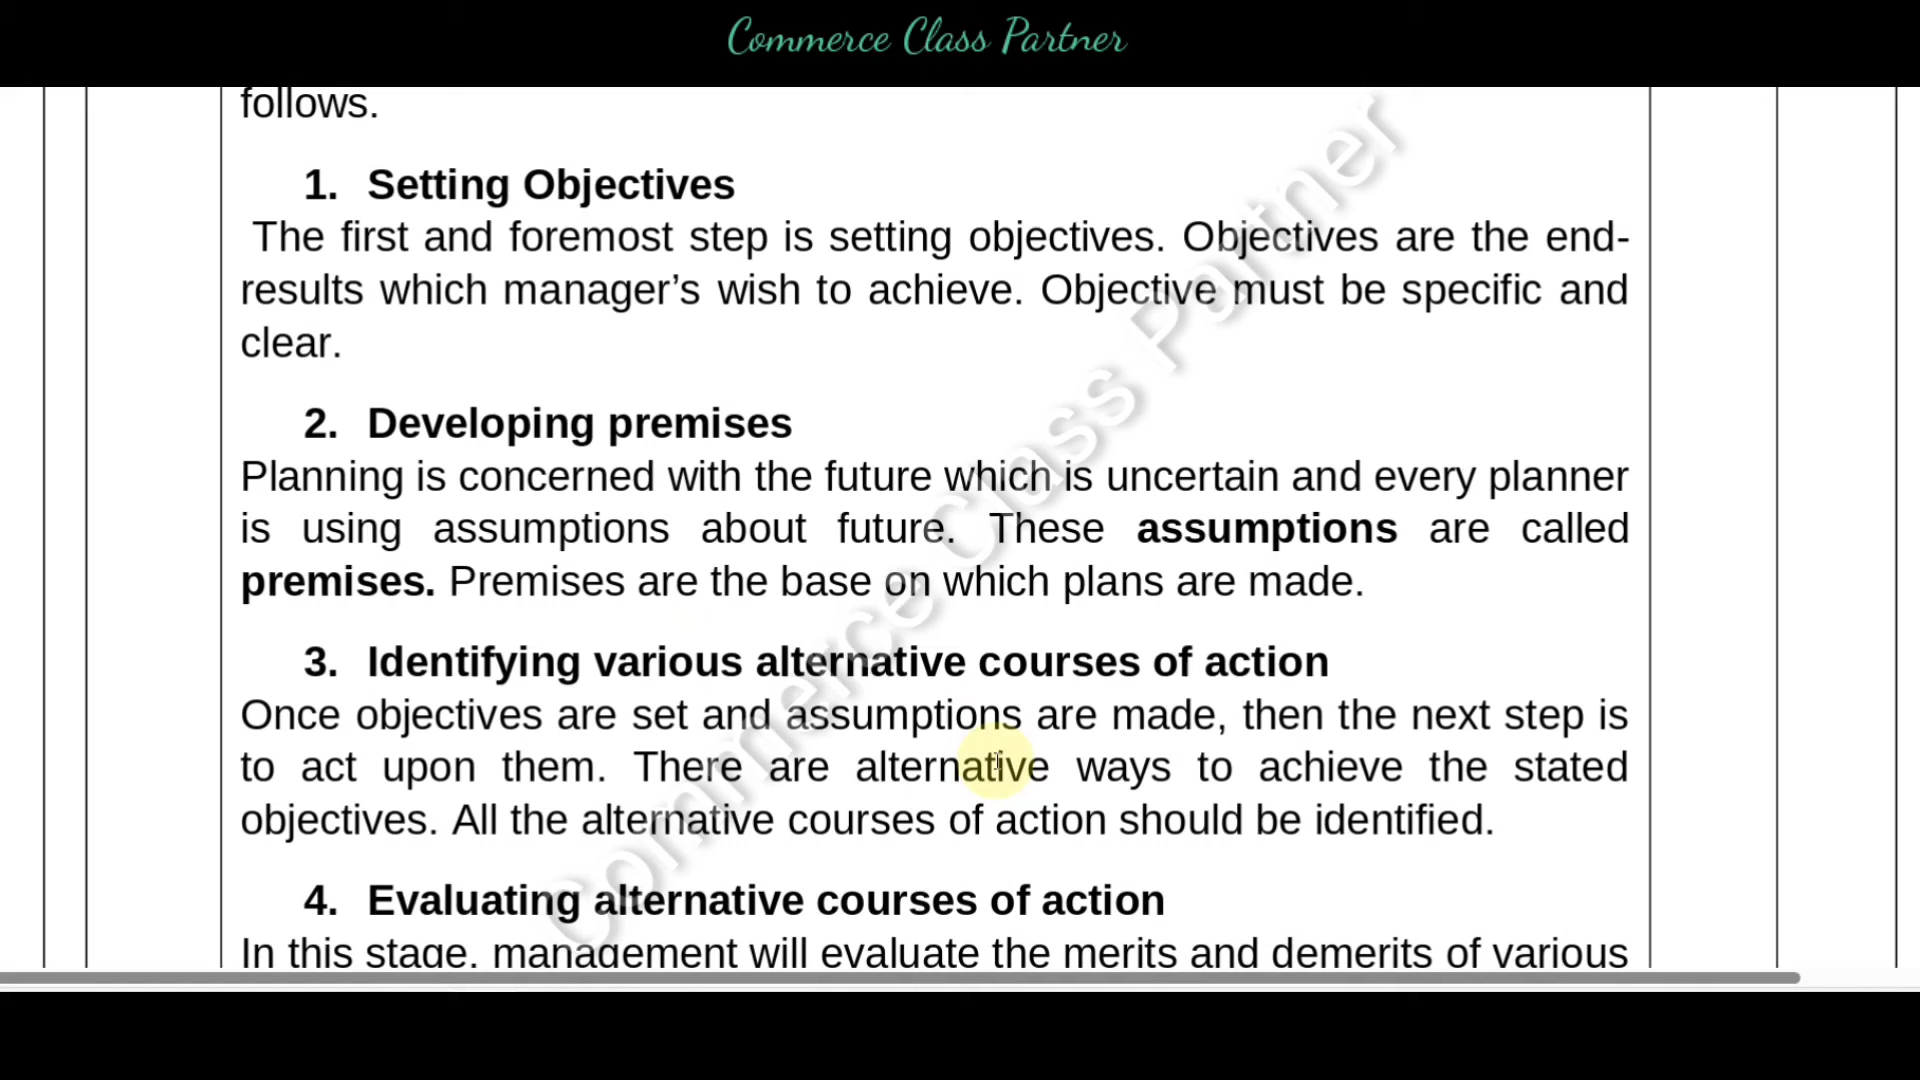 Commerce Class Partner
follows.
1. Setting Objectives
The first and foremost step is setting objectives. Objectives are the end-
results which manager’s wish to achieve. Objective must be specific and
clear.
2. Developing premises
Planning is concerned with the future which is uncertain and every planner
is using assumptions about future. These assumptions are called
premises. Premises are the base on which plans are made.
3. Identifying various alternative courses of action
Once objectives are set and assumptions are made, then the next step is
to act upon them. There are alternative ways to achieve the stated
objectives. All the alternative courses of action should be identified.
4. Evaluating alternative courses of action
In this stage, management will evaluate the merits and demerits of various
Commerce Class Partner